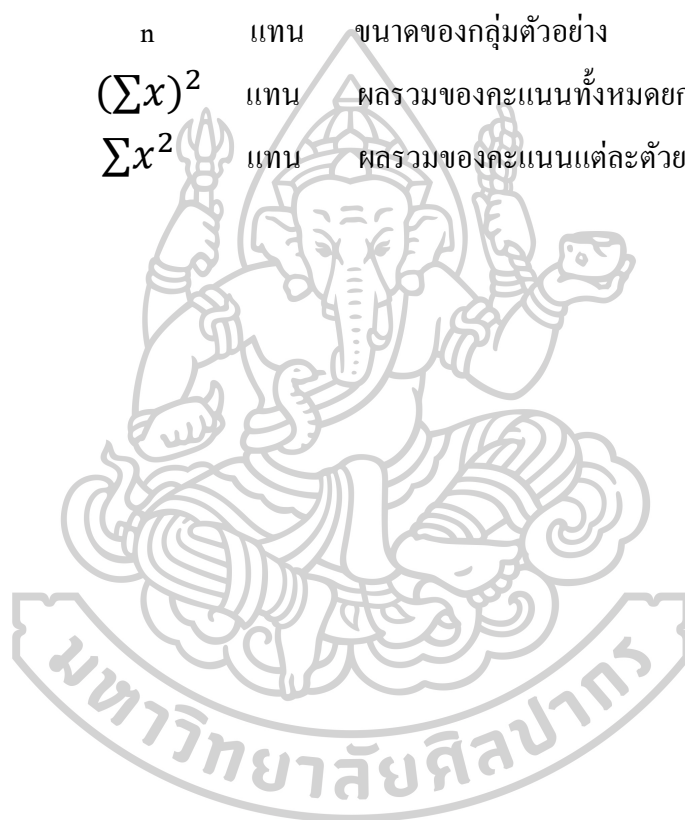 n แทน ขนาดของกลุ่มตัวอย่าง
(∑x)² แทน ผลรวมของคะแนนทั้งหมด
∑x² แทน ผลรวมของคะแนนแต่ละตัว
มหาวิทยาลัยศิลปากร